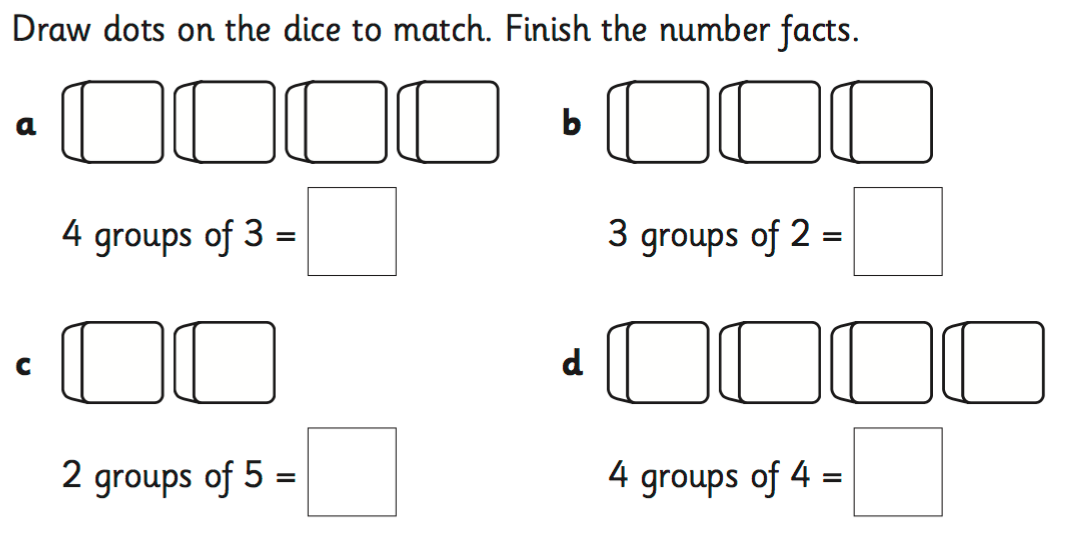 Draw dots on the dice to match. Finish the number facts.
a
4 groups of 3 =
b
3 groups of 2 =
c
2 groups of 5 =
d
4 groups of 4 =